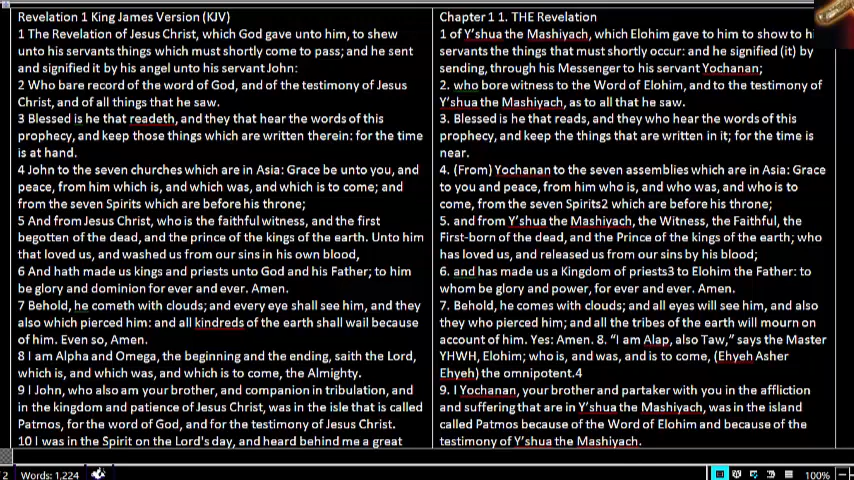 Revelation 1 King James Version (KJV)
1 The Revelation of Jesus Christ, which God gave unto him, to shew
unto his servants things which must shortly come to pass; and he sent
and signified it by his angel unto his servant John:
2 Who bare record of the word of God, and of the testimony of Jesus
Christ, and of all things that he saw.
3 Blessed is he that readeth, and they that hear the words of this
prophecy, and keep those things which are written therein: for the time
is at hand.
4 John to the seven churches which are in Asia: Grace be unto you, and
peace, from him which is, and which was, and which is to come; and
from the seven Spirits which are before his throne;
5 And from Jesus Christ, who is the faithful witness, and the first
begotten of the dead, and the prince of the kings of the earth. Unto him
that loved us, and washed us from our sins in his own blood,
6 And hath made us kings and priests unto God and his Father; to him
be glory and dominion for ever and ever. Amen.
7 Behold, he cometh with clouds; and every eye shall see him, and they
also which pierced him: and all kindreds of the earth shall wail because
of him. Even so, Amen.
8 I am Alpha and Omega, the beginning and the ending, saith the Lord,
which is, and which was, and which is to come, the Almighty.
9 I John, who also am your brother, and companion in tribulation, and
in the kingdom and patience of Jesus Christ, was in the isle that is called
Patmos, for the word of God, and for the testimony of Jesus Christ.
10 I was in the Spirit on the Lord's day, and heard behind me a great
Chapter 1 1. THE Revelation
1 of Y'shua the Mashiyach, which Elohim gave to him to show to his
servants the things that must shortly occur: and he signified (it) by
sending, through his Messenger to his servant Yochanan;
2. who bore witness to the Word of Elohim, and to the testimony of
Y'shua the Mashiyach, as to all that he saw.
3. Blessed is he that reads, and they who hear the words of this
prophecy, and keep the things that are written in it; for the time is
near.
4. (From) Yochanan to the seven assemblies which are in Asia: Grace
to you and peace, from him who is, and who was, and who is to
come, from the seven Spirits2 which are before his throne;
5. and from Y'shua the Mashiyach, the Witness, the Faithful, the
First-born of the dead, and the Prince of the kings of the earth; who
has loved us, and released us from our sins by his blood;
6. and has made us a Kingdom of priests3 to Elohim the Father: to
whom be glory and power, for ever and ever. Amen.
7. Behold, he comes with clouds; and all eyes will see him, and also
they who pierced him; and all the tribes of the earth will mourn on
account of him. Yes: Amen. 8. “I am Alap, also Taw,” says the Master
YHWH, Elohim; who is, and was, and is to come, (Ehyeh Asher
Ehyeh) the omnipotent.4
9. I Yochanan, your brother and partaker with you in the affliction
and suffering that are in Y'shua the Mashiyach, was in the island
called Patmos because of the Word of Elohim and because of the
testimony of Y'shua the Mashiyach.
2 Words: 1,224 100%